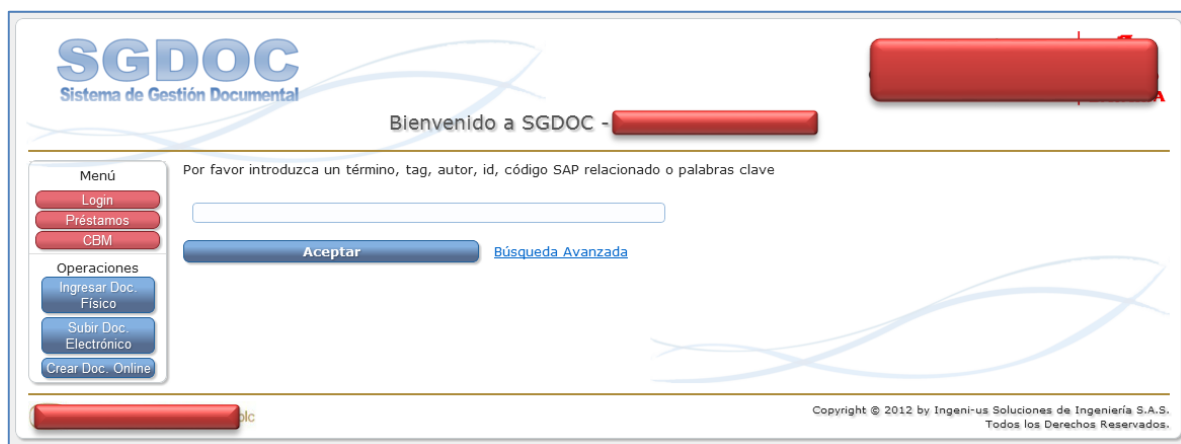 SGDOC
Sistema de Gestión Documental
Bienvenido a SGDOC -
Menú
Login
Préstamos
CBM
Operaciones
Ingresar Doc.
Físico
Subir Doc.
Electrónico
Crear Doc. Online
Por favor introduzca un término, tag, autor, id, código SAP relacionado o palabras clave
Aceptar
Búsqueda Avanzada
plc
Copyright © 2012 by Ingeni-us Soluciones de Ingeniería S.A.S.
Todos los Derechos Reservados.